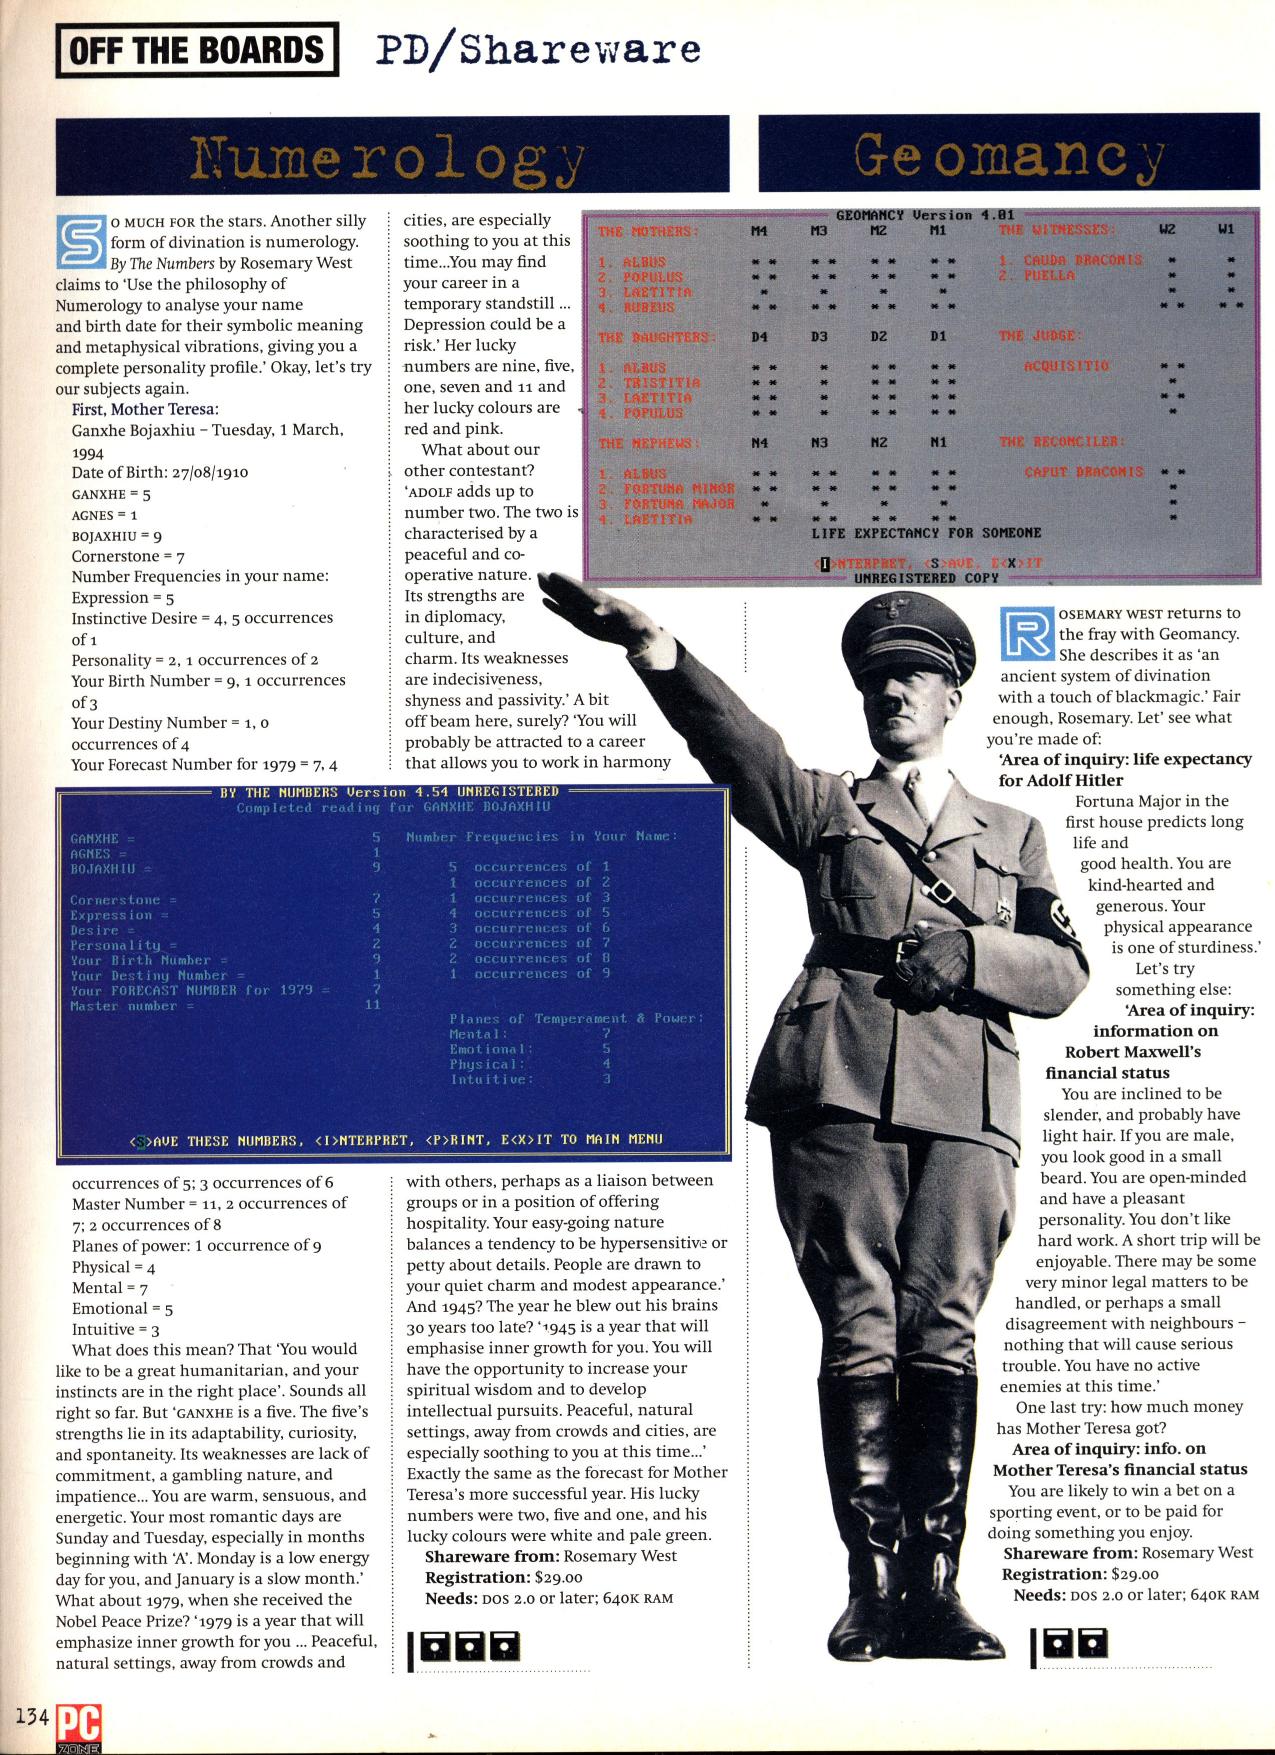 OFF THE BOARDS PD/Shareware
Numerology
SO MUCH FOR the stars. Another silly
form of divination is numerology.
By The Numbers by Rosemary West
claims to ‘Use the philosophy of
Numerology to analyse your name
and birth date for their symbolic meaning
and metaphysical vibrations, giving you a
complete personality profile.’ Okay, let’s try
our subjects again.
First, Mother Teresa:
Ganxhe Bojaxhiu – Tuesday, 1 March,
1994
Date of Birth: 27/08/1910
GANXHE = 5
AGNES = 1
BOJAXHIU = 9
Cornerstone = 7
Number Frequencies in your name:
Expression = 5
Instinctive Desire = 4, 5 occurrences
of 1
Personality = 2, 1 occurrences of 2
Your Birth Number = 9, 1 occurrences
of 3
Your Destiny Number = 1, 0
occurrences of 4
Your Forecast Number for 1979 = 7, 4
occurrences of 5; 3 occurrences of 6
Master Number = 11, 2 occurrences of
7; 2 occurrences of 8
Planes of power: 1 occurrence of 9
Physical = 4
Mental = 7
Emotional = 5
Intuitive = 3
What does this mean? That ‘You would
like to be a great humanitarian, and your
instincts are in the right place’. Sounds all
right so far. But ‘GANXHE is a five. The five’s
strengths lie in its adaptability, curiosity,
and spontaneity. Its weaknesses are lack of
commitment, a gambling nature, and
impatience... You are warm, sensuous, and
energetic. Your most romantic days are
Sunday and Tuesday, especially in months
beginning with ‘A’. Monday is a low energy
day for you, and January is a slow month.’
What about 1979, when she received the
Nobel Peace Prize? ‘1979 is a year that will
emphasize inner growth for you ... Peaceful,
natural settings, away from crowds and
cities, are especially
soothing to you at this
time...You may find
your career in a
temporary standstill ...
Depression could be a
risk.’ Her lucky
numbers are nine, five,
one, seven and 11 and
her lucky colours are
red and pink.
What about our
other contestant?
‘ADOLF adds up to
number two. The two is
characterised by a
peaceful and co-
operative nature.
Its strengths are
in diplomacy,
culture, and
charm. Its weaknesses
are indecisiveness,
shyness and passivity.’ A bit
off beam here, surely? ‘You will
probably be attracted to a career
that allows you to work in harmony
with others, perhaps as a liaison between
groups or in a position of offering
hospitality. Your easy-going nature
balances a tendency to be hypersensitive or
petty about details. People are drawn to
your quiet charm and modest appearance.’
And 1945? The year he blew out his brains
30 years too late? ‘1945 is a year that will
emphasise inner growth for you. You will
have the opportunity to increase your
spiritual wisdom and to develop
intellectual pursuits. Peaceful, natural
settings, away from crowds and cities, are
especially soothing to you at this time...’
Exactly the same as the forecast for Mother
Teresa’s more successful year. His lucky
numbers were two, five and one, and his
lucky colours were white and pale green.
Shareware from: Rosemary West
Registration: $29.00
Needs: DOS 2.0 or later; 640K RAM
BY THE NUMBERS Version 4.54 UNREGISTERED
Completed reading for GANXHE BOJAXHIU
GANXHE = 5 Number Frequencies in Your Name:
AGNES = 1
BOJAXHIU = 9 5 occurrences of 1
1 occurrences of 2
Cornerstone = 7 1 occurrences of 3
Expression = 5 4 occurrences of 5
Desire = 4 3 occurrences of 6
Personality = 2 2 occurrences of 7
Your Birth Number = 9 2 occurrences of 8
Your Destiny Number = 1 1 occurrences of 9
Your FORECAST NUMBER for 1979 = 7
Master number = 11
Planes of Temperament & Power:
Mental: 7
Emotional: 5
Physical: 4
Intuitive: 3
<S>AVE THESE NUMBERS, <I>NTERPRET, <P>RINT, E<X>IT TO MAIN MENU
Geomancy
GEOMANCY Version 4.01
THE MOTHERS: M4 M3 M2 M1 THE WITNESSES: W2 W1
1. ALBUS ** ** ** ** 1. CAUDA DRACONIS * *
2. POPULUS ** ** ** ** 2. PUELLA * *
3. LAETITIA * * * * * *
4. RUBEUS ** ** ** ** ** **
THE DAUGHTERS: D4 D3 D2 D1 THE JUDGE:
1. ALBUS ** * ** ** ACQUISITIO **
2. TRISTITIA ** ** ** ** *
3. LAETITIA ** * ** ** **
4. POPULUS ** * ** ** *
THE NEPHEWS: N4 N3 N2 N1 THE RECONCILER:
1. ALBUS ** ** ** ** CAPUT DRACONIS **
2. FORTUNA MINOR ** ** ** ** *
3. FORTUNA MAJOR * * * * *
4. LAETITIA ** ** ** ** *
LIFE EXPECTANCY FOR SOMEONE
<I>NTERPRET, <S>AVE, E<X>IT
UNREGISTERED COPY
ROSEMARY WEST returns to
the fray with Geomancy.
She describes it as ‘an
ancient system of divination
with a touch of blackmagic.’ Fair
enough, Rosemary. Let’ see what
you’re made of:
‘Area of inquiry: life expectancy
for Adolf Hitler
Fortuna Major in the
first house predicts long
life and
good health. You are
kind-hearted and
generous. Your
physical appearance
is one of sturdiness.’
Let’s try
something else:
‘Area of inquiry:
information on
Robert Maxwell’s
financial status
You are inclined to be
slender, and probably have
light hair. If you are male,
you look good in a small
beard. You are open-minded
and have a pleasant
personality. You don’t like
hard work. A short trip will be
enjoyable. There may be some
very minor legal matters to be
handled, or perhaps a small
disagreement with neighbours –
nothing that will cause serious
trouble. You have no active
enemies at this time.’
One last try: how much money
has Mother Teresa got?
Area of inquiry: info. on
Mother Teresa’s financial status
You are likely to win a bet on a
sporting event, or to be paid for
doing something you enjoy.
Shareware from: Rosemary West
Registration: $29.00
Needs: DOS 2.0 or later; 640K RAM
134 PC
ZONE